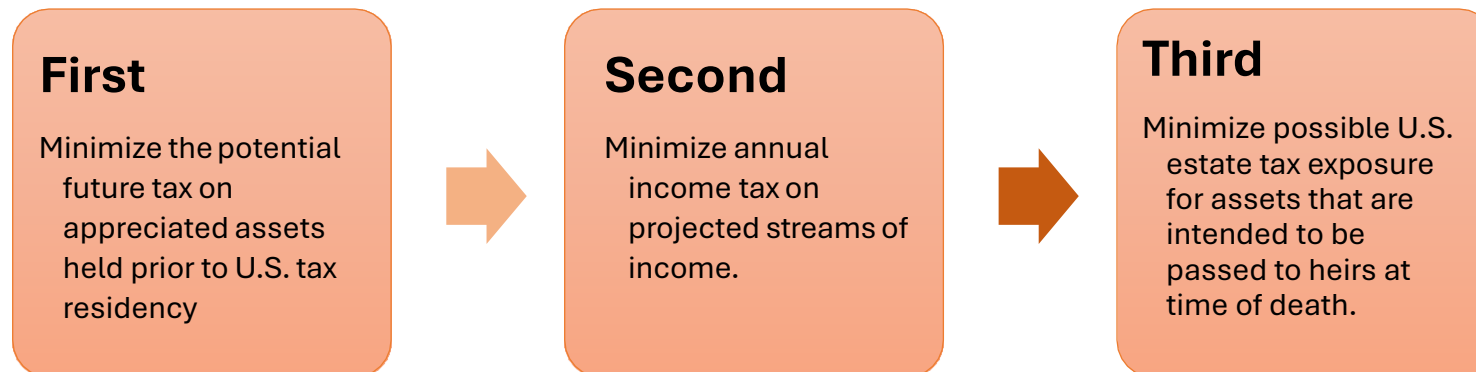 First
Minimize the potential
future tax on
appreciated assets
held prior to U.S. tax
residency
Second
Minimize annual
income tax on
projected streams of
income.
Third
Minimize possible U.S.
estate tax exposure
for assets that are
intended to be
passed to heirs at
time of death.